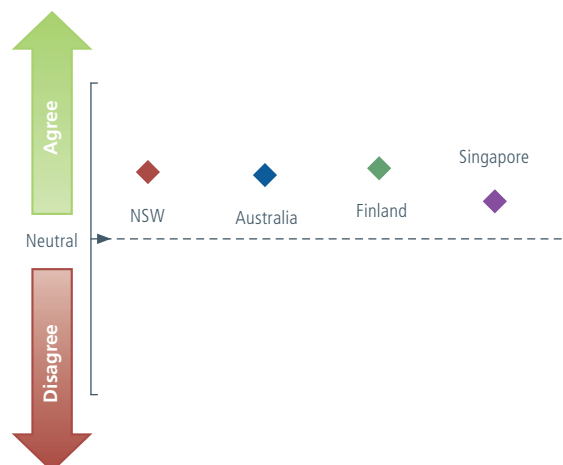 Agree
Singapore
NSW
Australia
Finland
Neutral
Disagree